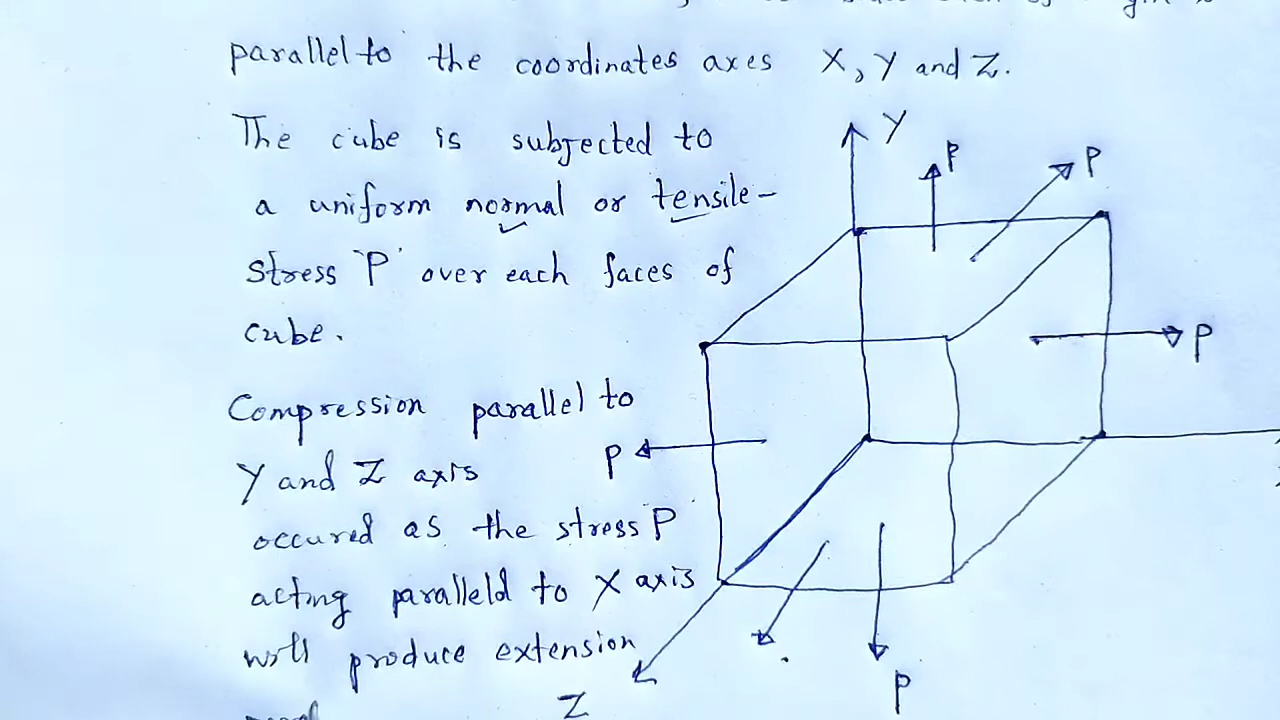 parallel to the coordinates axes X, Y and Z.
The cube is subjected to
a uniform normal or tensile-
stress 'P' over each faces of
cube.
Compression parallel to
Y and Z axis
occured as the stress P
acting paralleld to X axis
will produce extension
Y
P
P
P
P
P
Z